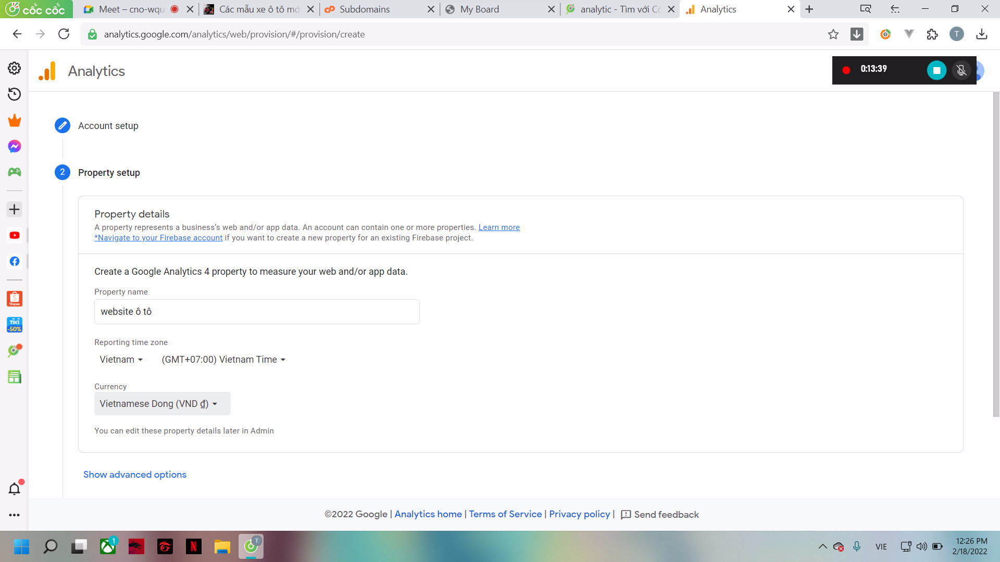 cốc cốc
Meet – cno-wqu
Các mẫu xe ô tô mớ
Subdomains
My Board
analytic - Tìm với Cố
Analytics
analytics.google.com/analytics/web/provision/#/provision/create
T
Analytics
0:13:39
Account setup
2 Property setup
Property details
A property represents a business's web and/or app data. An account can contain one or more properties. Learn more
*Navigate to your Firebase account if you want to create a new property for an existing Firebase project.
Create a Google Analytics 4 property to measure your web and/or app data.
Property name
website ô tô
Reporting time zone
Vietnam (GMT+07:00) Vietnam Time
Currency
Vietnamese Dong (VND ₫)
You can edit these property details later in Admin
Show advanced options
Shopee
TIKI
-50%
©2022 Google | Analytics home | Terms of Service | Privacy policy | Send feedback
1
N
T
VIE
12:26 PM
2/18/2022